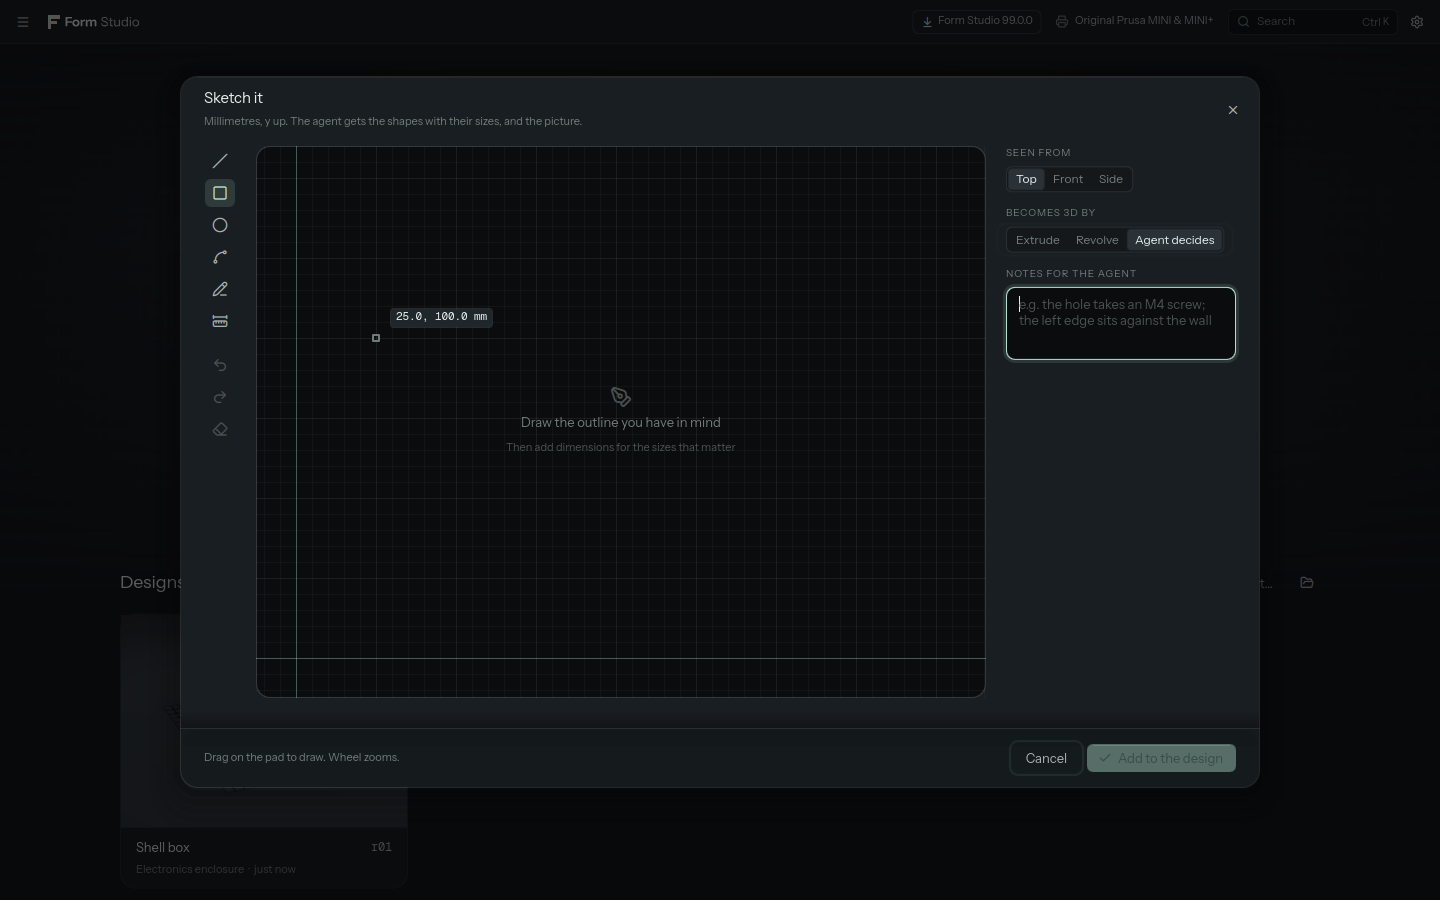 Form Studio
Form Studio 99.0.0
Original Prusa MINI & MINI+
Search
Ctrl K
Sketch it
Millimetres, y up. The agent gets the shapes with their sizes, and the picture.
SEEN FROM
Top Front Side
BECOMES 3D BY
Extrude Revolve Agent decides
NOTES FOR THE AGENT
e.g. the hole takes an M4 screw;
the left edge sits against the wall
25.0, 100.0 mm
Draw the outline you have in mind
Then add dimensions for the sizes that matter
Designs
Drag on the pad to draw. Wheel zooms.
Cancel
Add to the design
Shell box
r01
Electronics enclosure · just now